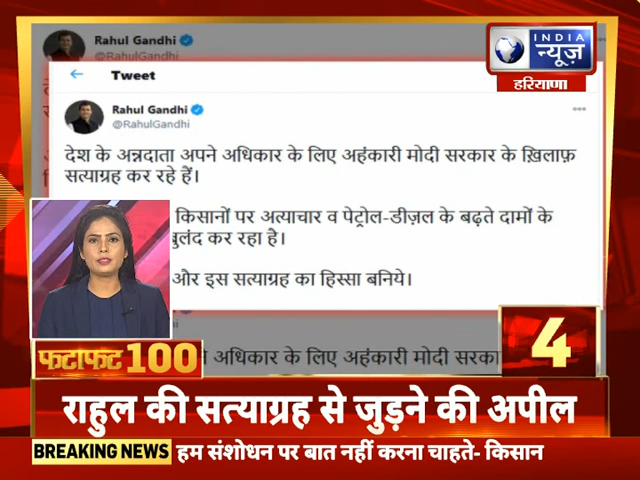 Rahul Gandhi
@RahulGandhi
INDIA
न्यूज़
हरियाणा
Tweet
Rahul Gandhi
@RahulGandhi
देश के अन्नदाता अपने अधिकार के लिए अहंकारी मोदी सरकार के ख़िलाफ़
सत्याग्रह कर रहे हैं।
किसानों पर अत्याचार व पेट्रोल-डीज़ल के बढ़ते दामों के
बुलंद कर रहा है।
और इस सत्याग्रह का हिस्सा बनिये।
फटाफट 100
अधिकार के लिए अहंकारी मोदी सरका
4
राहुल की सत्याग्रह से जुड़ने की अपील
BREAKING NEWS हम संशोधन पर बात नहीं करना चाहते- किसान